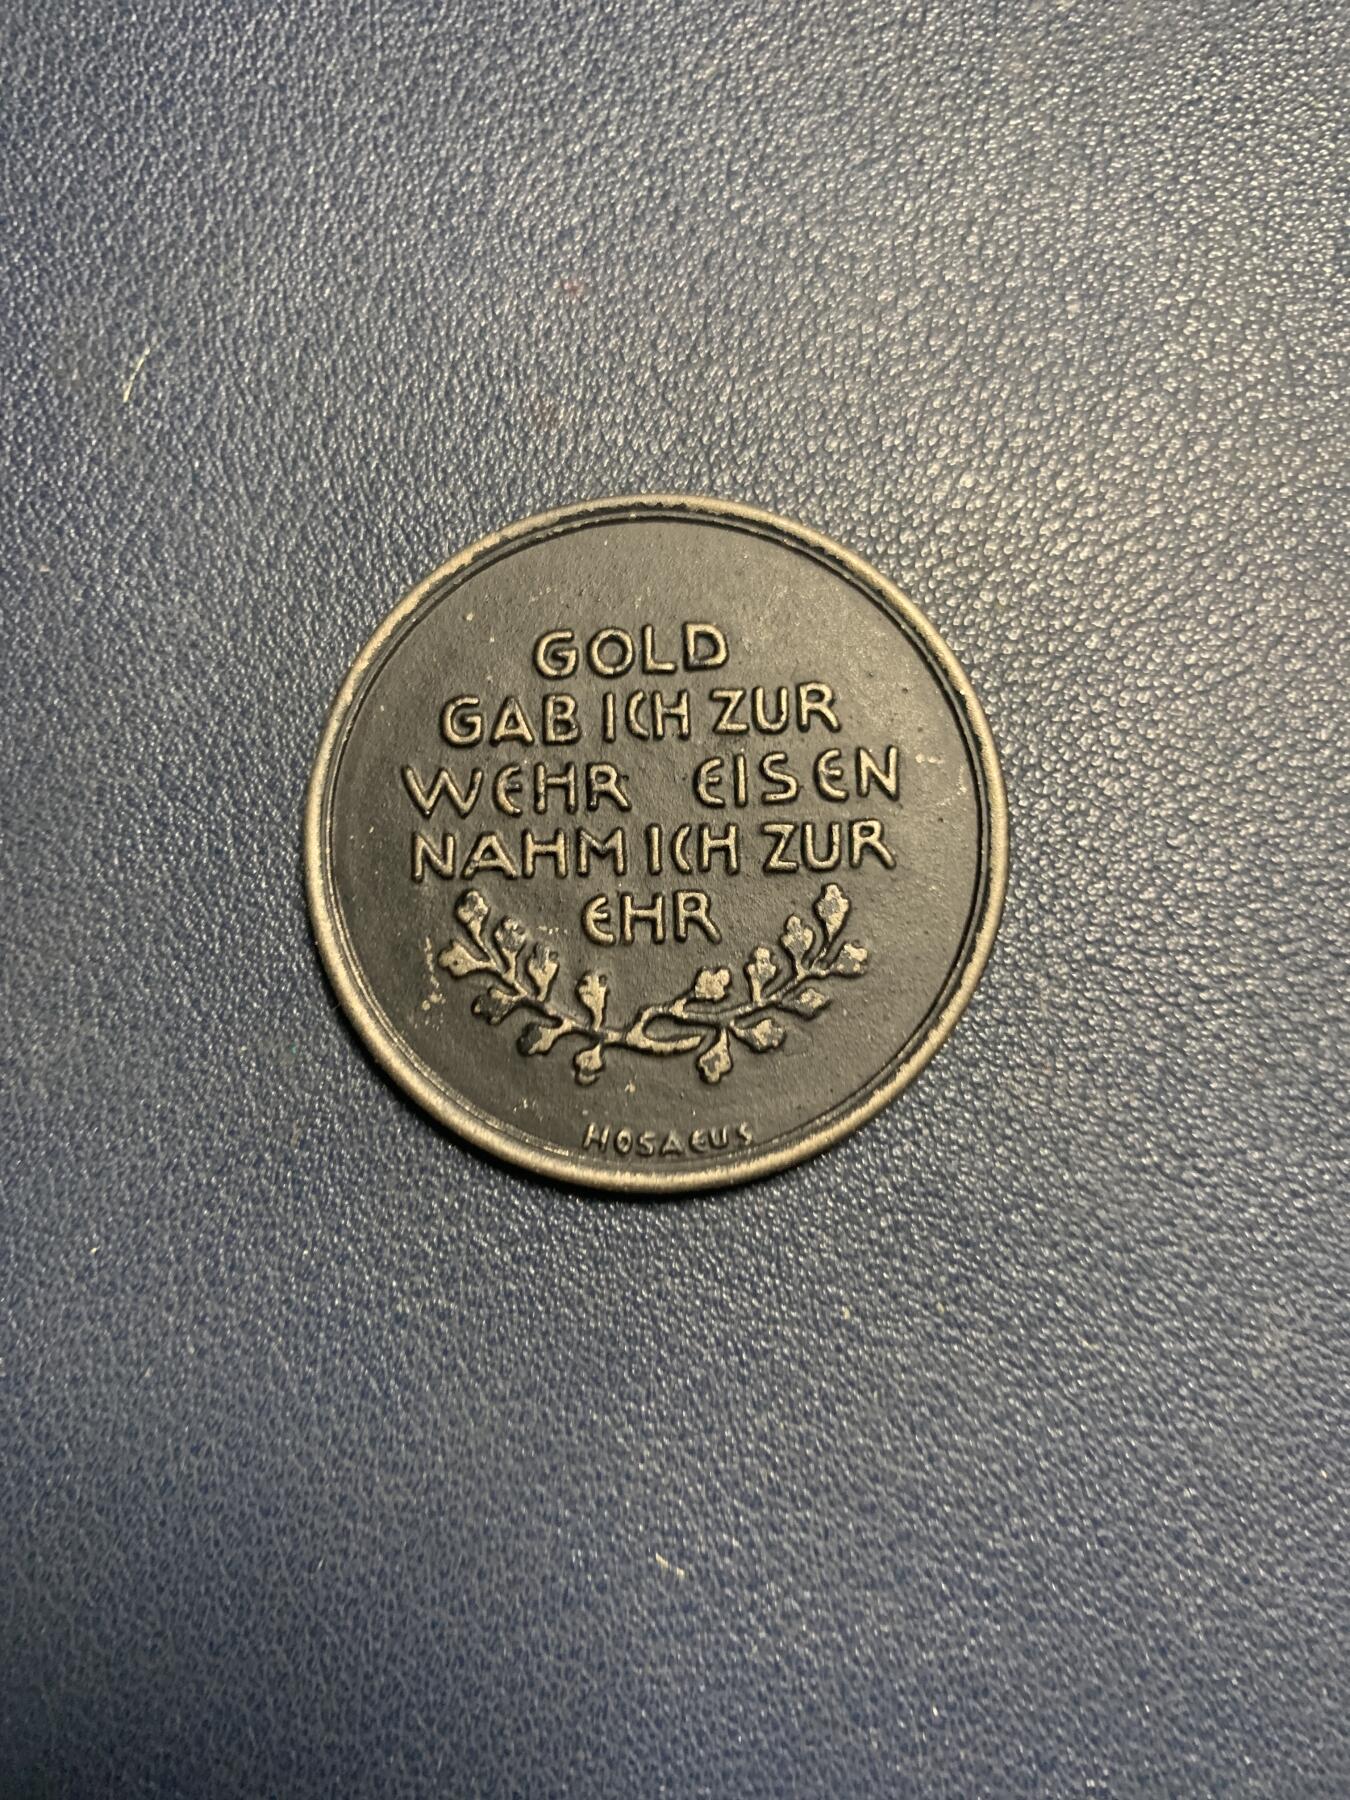 GOLD
GAB ICH ZUR
WEHR EISEN
NAHM ICH ZUR
EHR
HOSAEUS